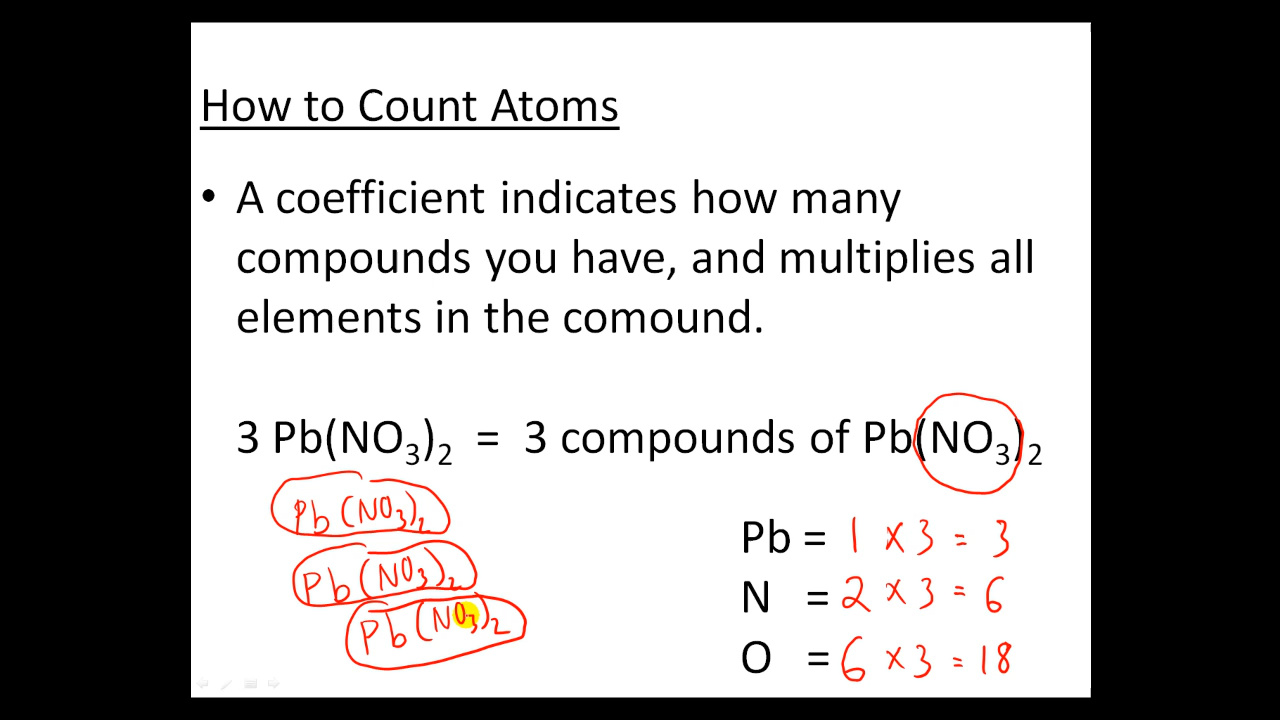 How to Count Atoms
• A coefficient indicates how many
compounds you have, and multiplies all
elements in the comound.
3 Pb(NO₃)₂ = 3 compounds of Pb(NO₃)₂
Pb(NO₃)₂
Pb(NO₃)₂
Pb(NO₃)₂
Pb = 1 × 3 = 3
N = 2 × 3 = 6
O = 6 × 3 = 18